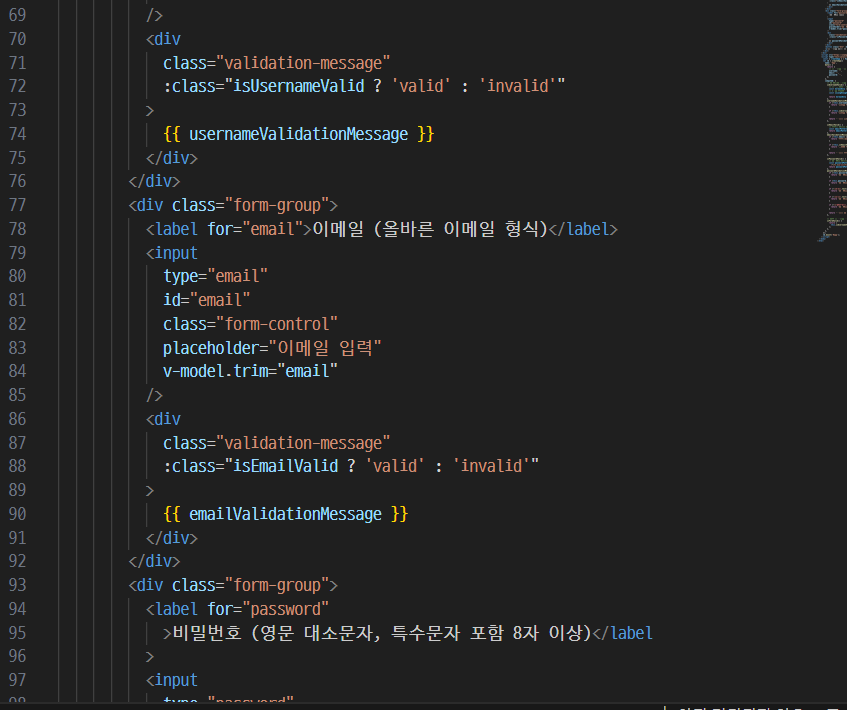 69 />
70 <div
71 class="validation-message"
72 :class="isUsernameValid ? 'valid' : 'invalid'"
73 >
74 {{ usernameValidationMessage }}
75 </div>
76 </div>
77 <div class="form-group">
78 <label for="email">이메일 (올바른 이메일 형식)</label>
79 <input
80 type="email"
81 id="email"
82 class="form-control"
83 placeholder="이메일 입력"
84 v-model.trim="email"
85 />
86 <div
87 class="validation-message"
88 :class="isEmailValid ? 'valid' : 'invalid'"
89 >
90 {{ emailValidationMessage }}
91 </div>
92 </div>
93 <div class="form-group">
94 <label for="password"
95 >비밀번호 (영문 대소문자, 특수문자 포함 8자 이상)</label
96 >
97 <input